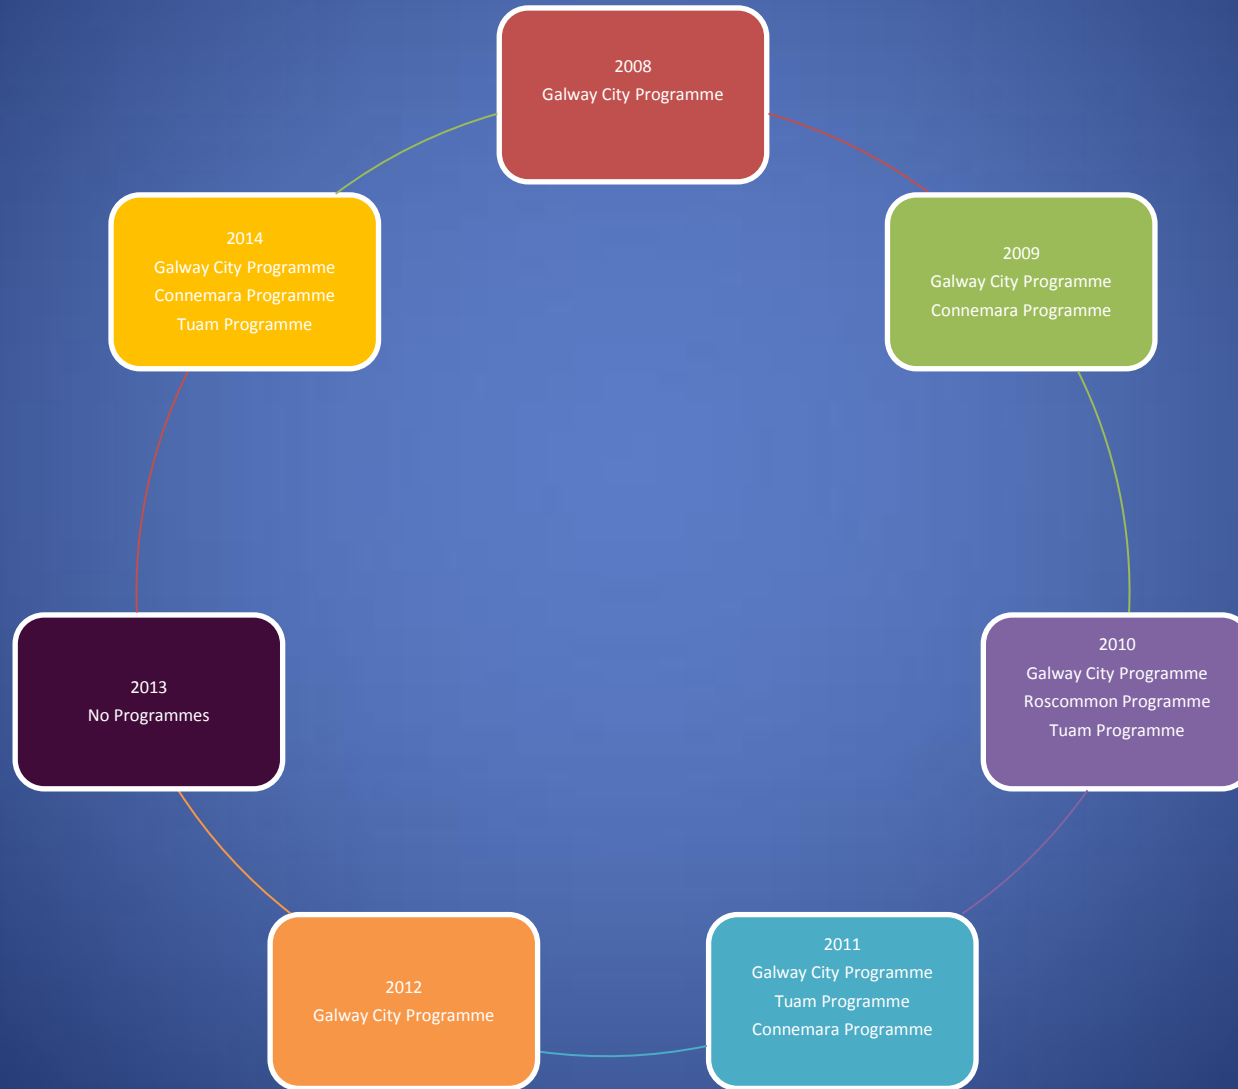 2008
Galway City Programme
2009
Galway City Programme
Connemara Programme
2010
Galway City Programme
Roscommon Programme
Tuam Programme
2011
Galway City Programme
Tuam Programme
Connemara Programme
2012
Galway City Programme
2013
No Programmes
2014
Galway City Programme
Connemara Programme
Tuam Programme